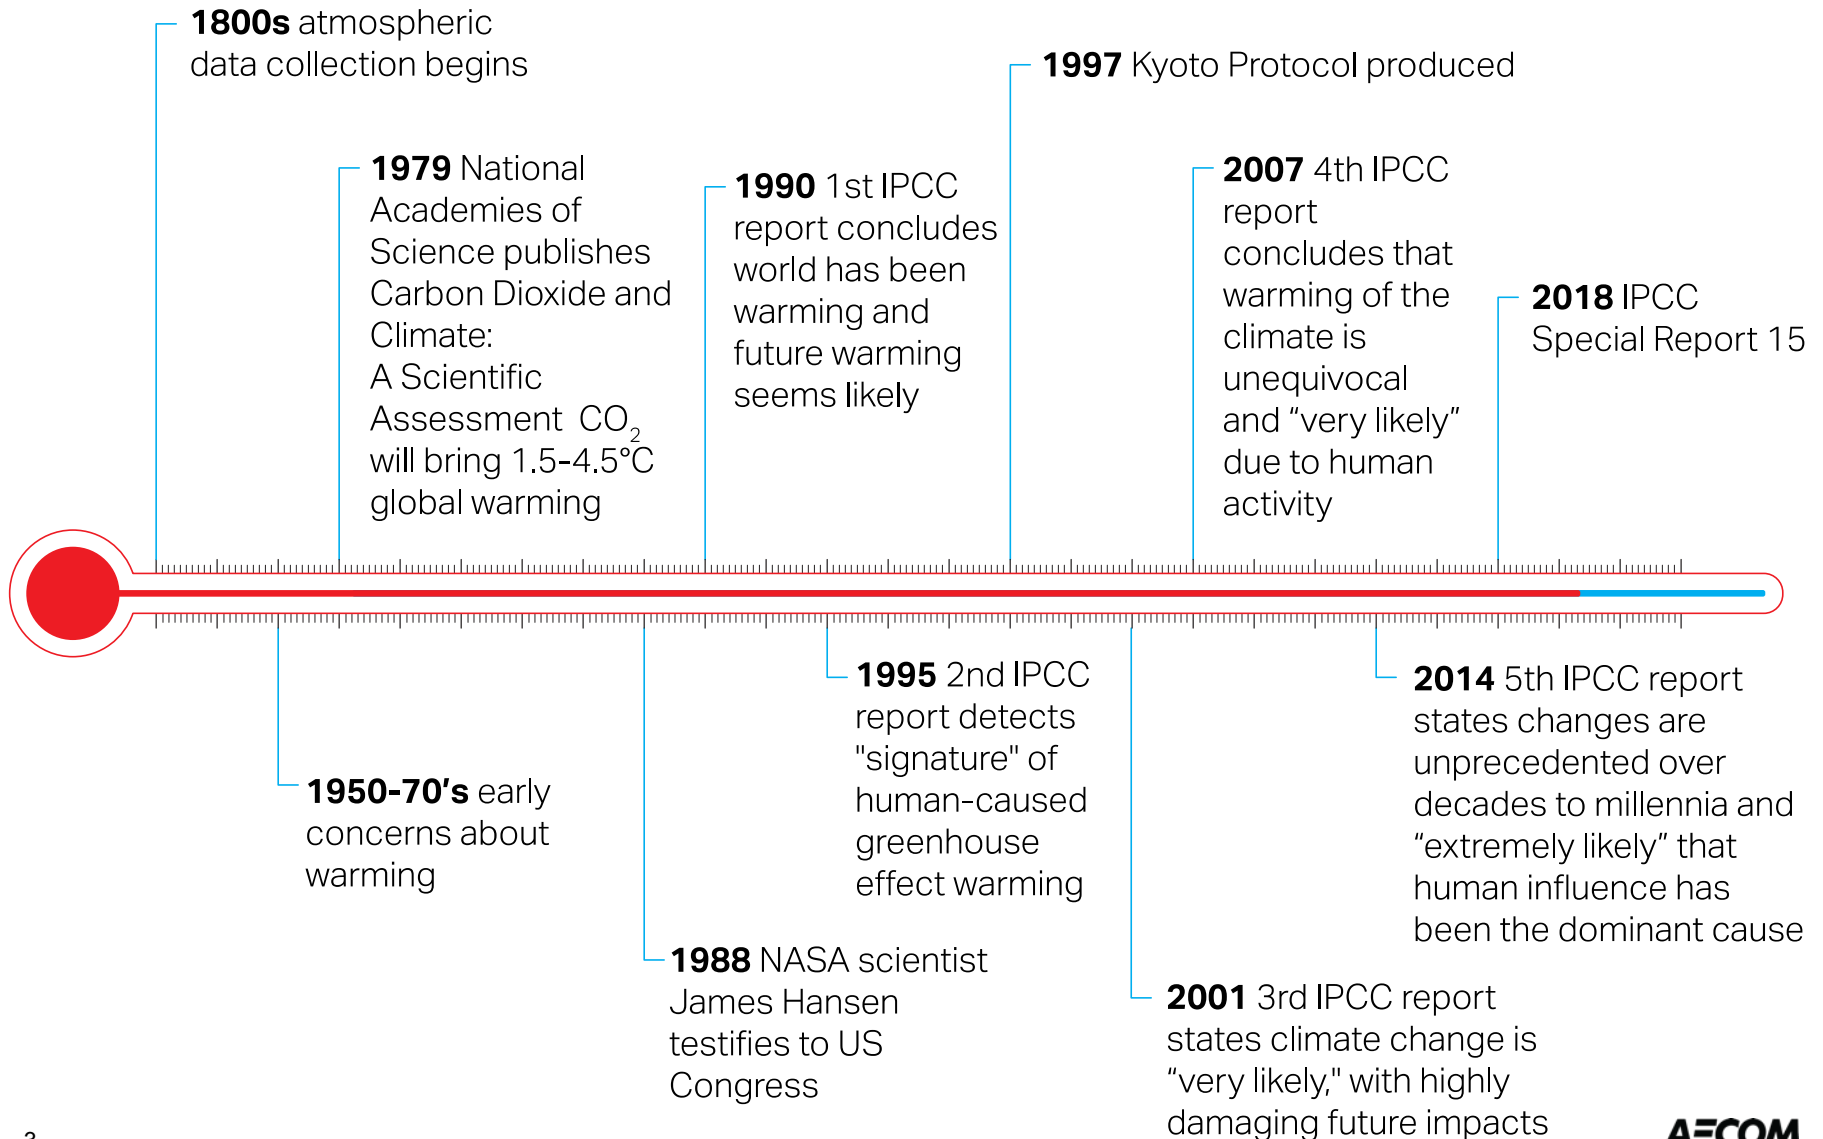 1800s atmospheric
data collection begins
1997 Kyoto Protocol produced
1979 National
Academies of
Science publishes
Carbon Dioxide and
Climate:
A Scientific
Assessment CO₂
will bring 1.5-4.5°C
global warming
1990 1st IPCC
report concludes
world has been
warming and
future warming
seems likely
2007 4th IPCC
report
concludes that
warming of the
climate is
unequivocal
and “very likely”
due to human
activity
2018 IPCC
Special Report 15
1950-70’s early
concerns about
warming
1988 NASA scientist
James Hansen
testifies to US
Congress
1995 2nd IPCC
report detects
"signature" of
human-caused
greenhouse
effect warming
2001 3rd IPCC report
states climate change is
“very likely," with highly
damaging future impacts
2014 5th IPCC report
states changes are
unprecedented over
decades to millennia and
“extremely likely” that
human influence has
been the dominant cause
AECOM